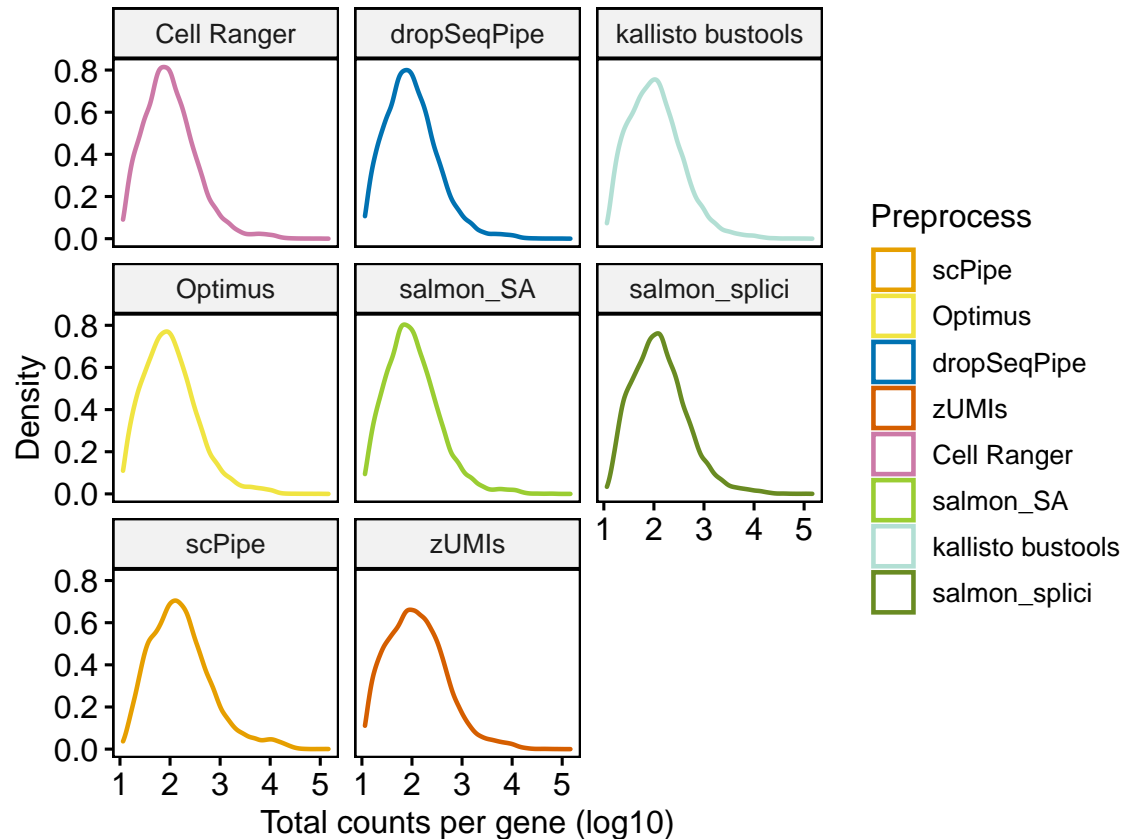 Cell Ranger
dropSeqPipe
kallisto bustools
0.8
0.6
0.4
0.2
0.0
Optimus
salmon_SA
salmon_splici
0.8
0.6
0.4
0.2
0.0
1 2 3 4 5
scPipe
zUMIs
0.8
0.6
0.4
0.2
0.0
1 2 3 4 5
1 2 3 4 5
Density
Total counts per gene (log10)
Preprocess
scPipe
Optimus
dropSeqPipe
zUMIs
Cell Ranger
salmon_SA
kallisto bustools
salmon_splici